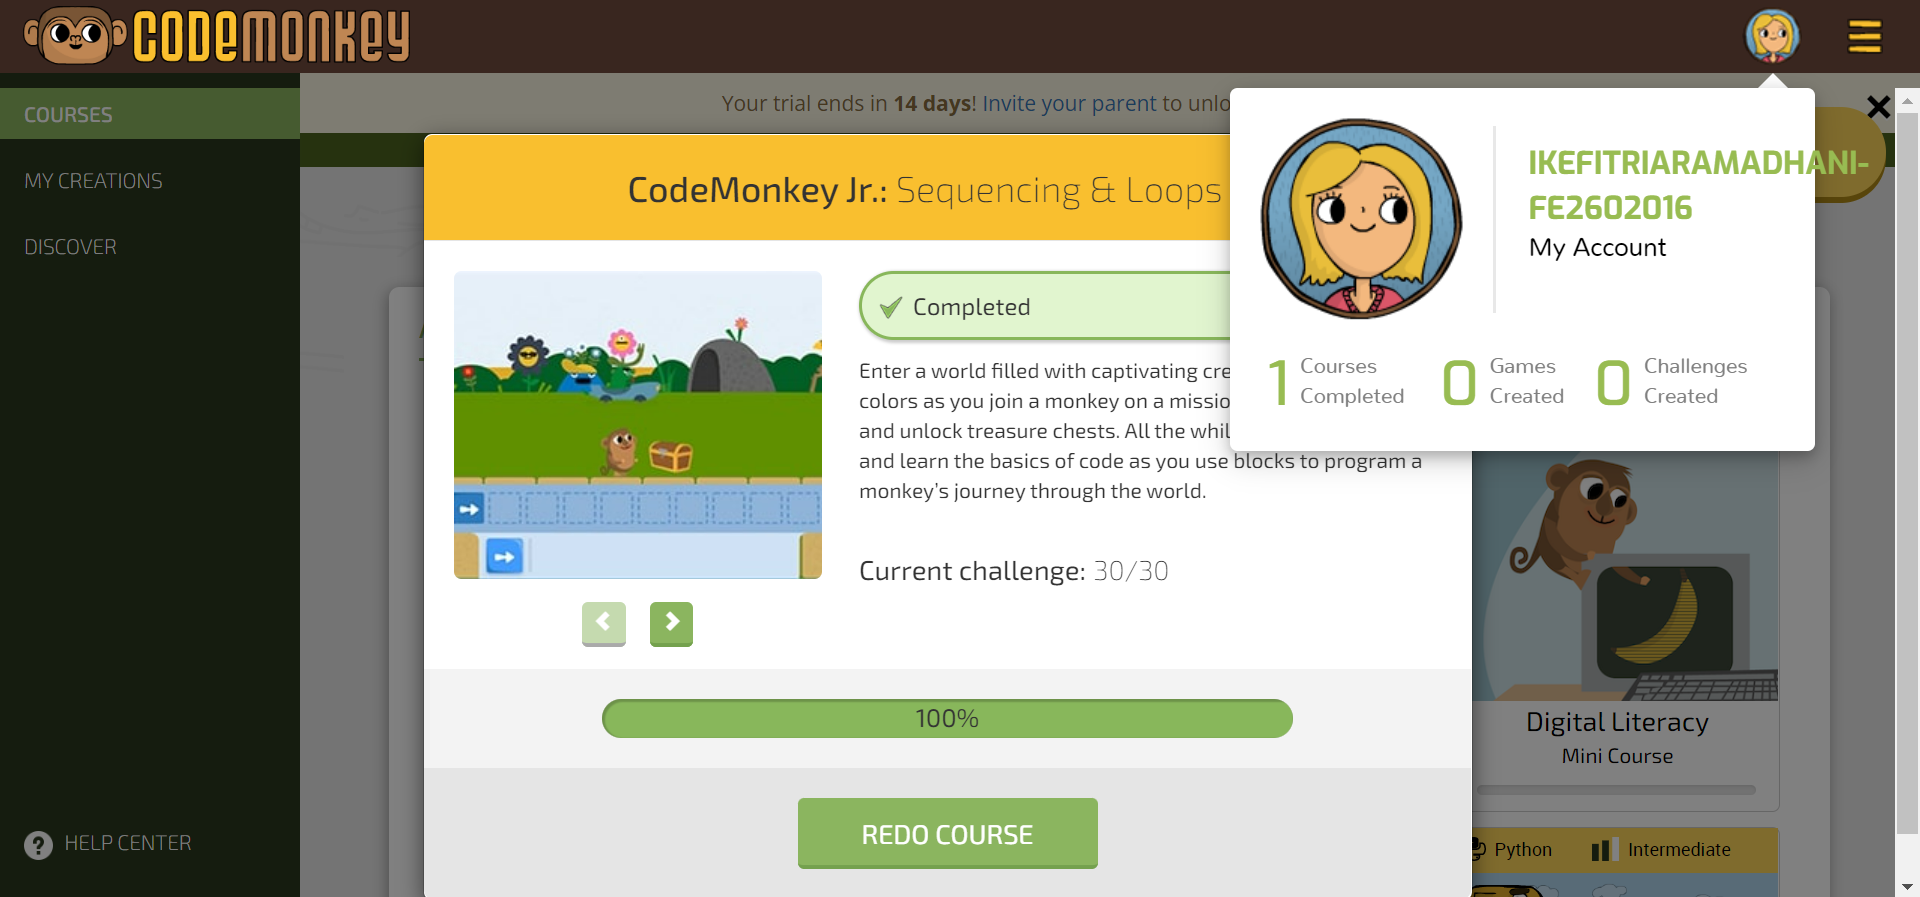 CODEMONKEY
COURSES
MY CREATIONS
DISCOVER
HELP CENTER
Your trial ends in 14 days! Invite your parent to
CodeMonkey Jr.: Sequencing & Loops
Completed
Enter a world filled with captivating
colors as you join a monkey on a
and unlock treasure chests. All the
and learn the basics of code as you use blocks to program a
monkey's journey through the world.
Current challenge: 30/30
100%
REDO COURSE
IKEFITRIARAMADHANI-
FE2602016
My Account
1 Courses Completed
0 Games Created
0 Challenges Created
Digital Literacy
Mini Course
Python
Intermediate